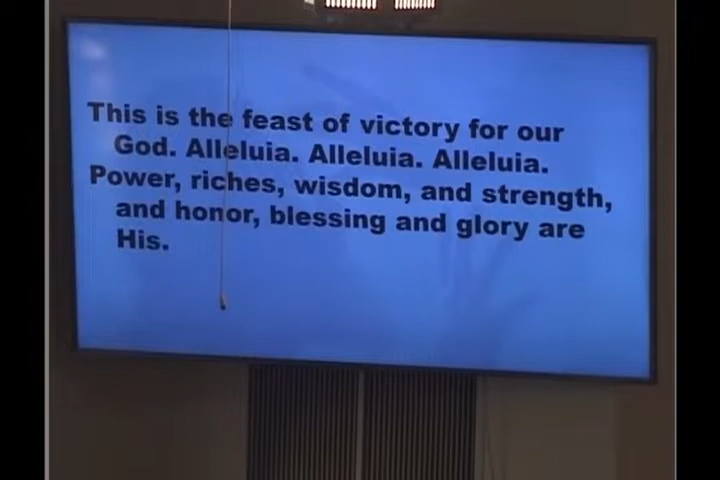 This is the feast of victory for our
God. Alleluia. Alleluia. Alleluia.
Power, riches, wisdom, and strength,
and honor, blessing and glory are
His.